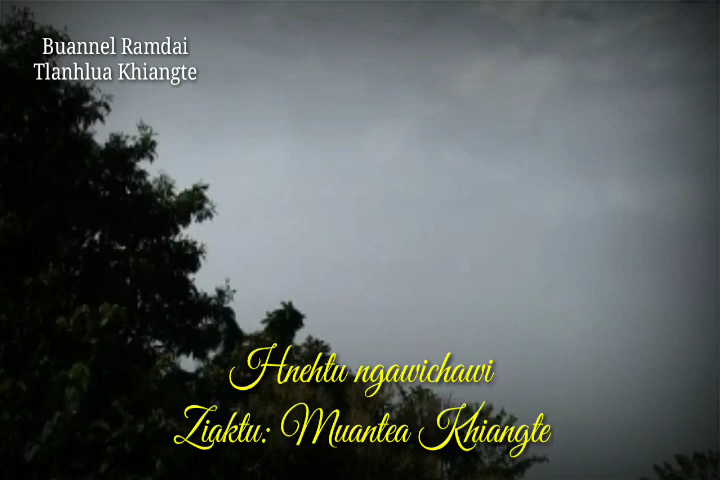 Buannel Ramdai
Tlanhlua Khiangte
Hnehtu ngawichawi
Ziaktu: Muantea Khiangte